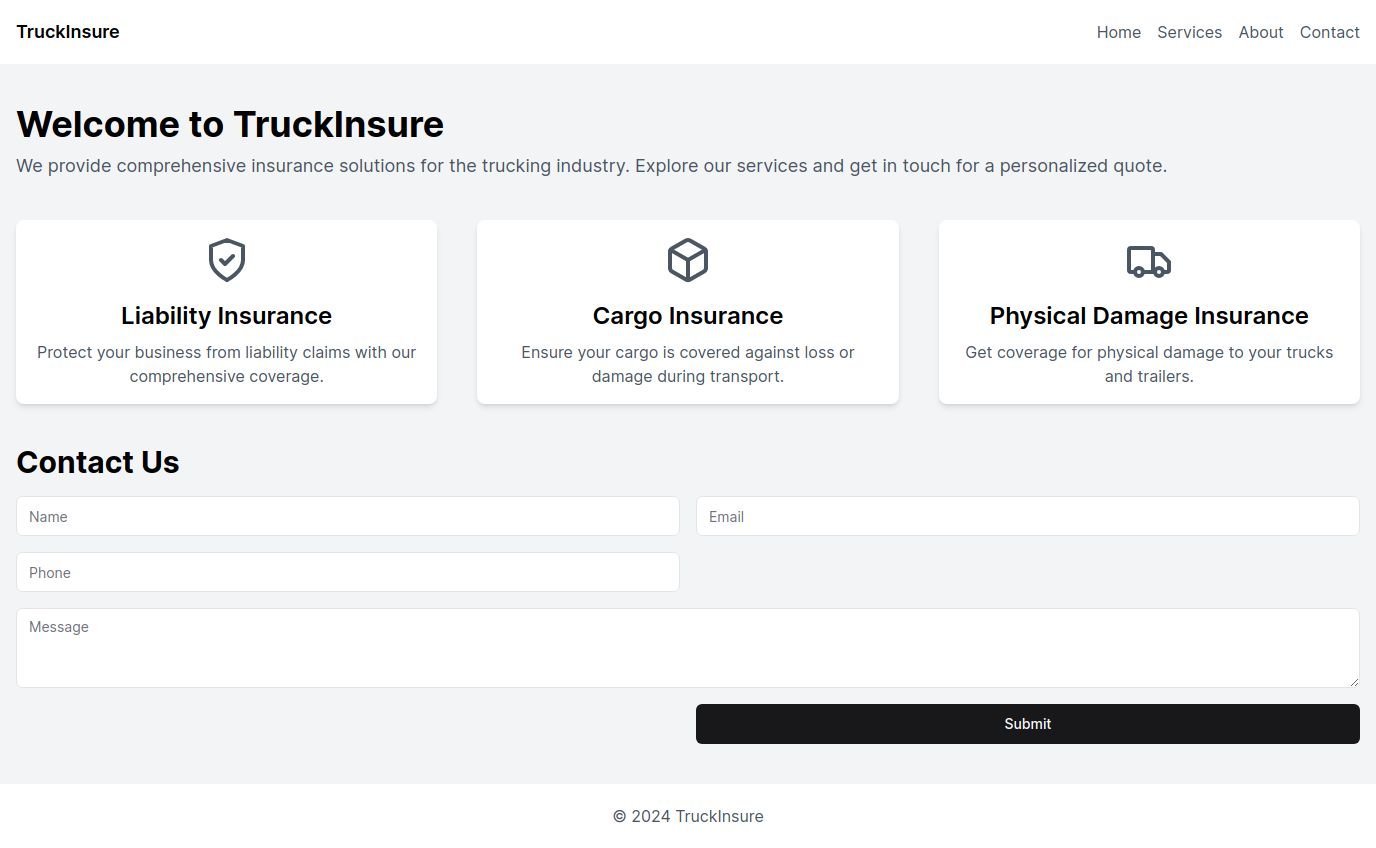 TruckInsure
Home Services About Contact
Welcome to TruckInsure
We provide comprehensive insurance solutions for the trucking industry. Explore our services and get in touch for a personalized quote.
Liability Insurance
Protect your business from liability claims with our
comprehensive coverage.
Cargo Insurance
Ensure your cargo is covered against loss or
damage during transport.
Physical Damage Insurance
Get coverage for physical damage to your trucks
and trailers.
Contact Us
Name
Email
Phone
Message
Submit
© 2024 TruckInsure